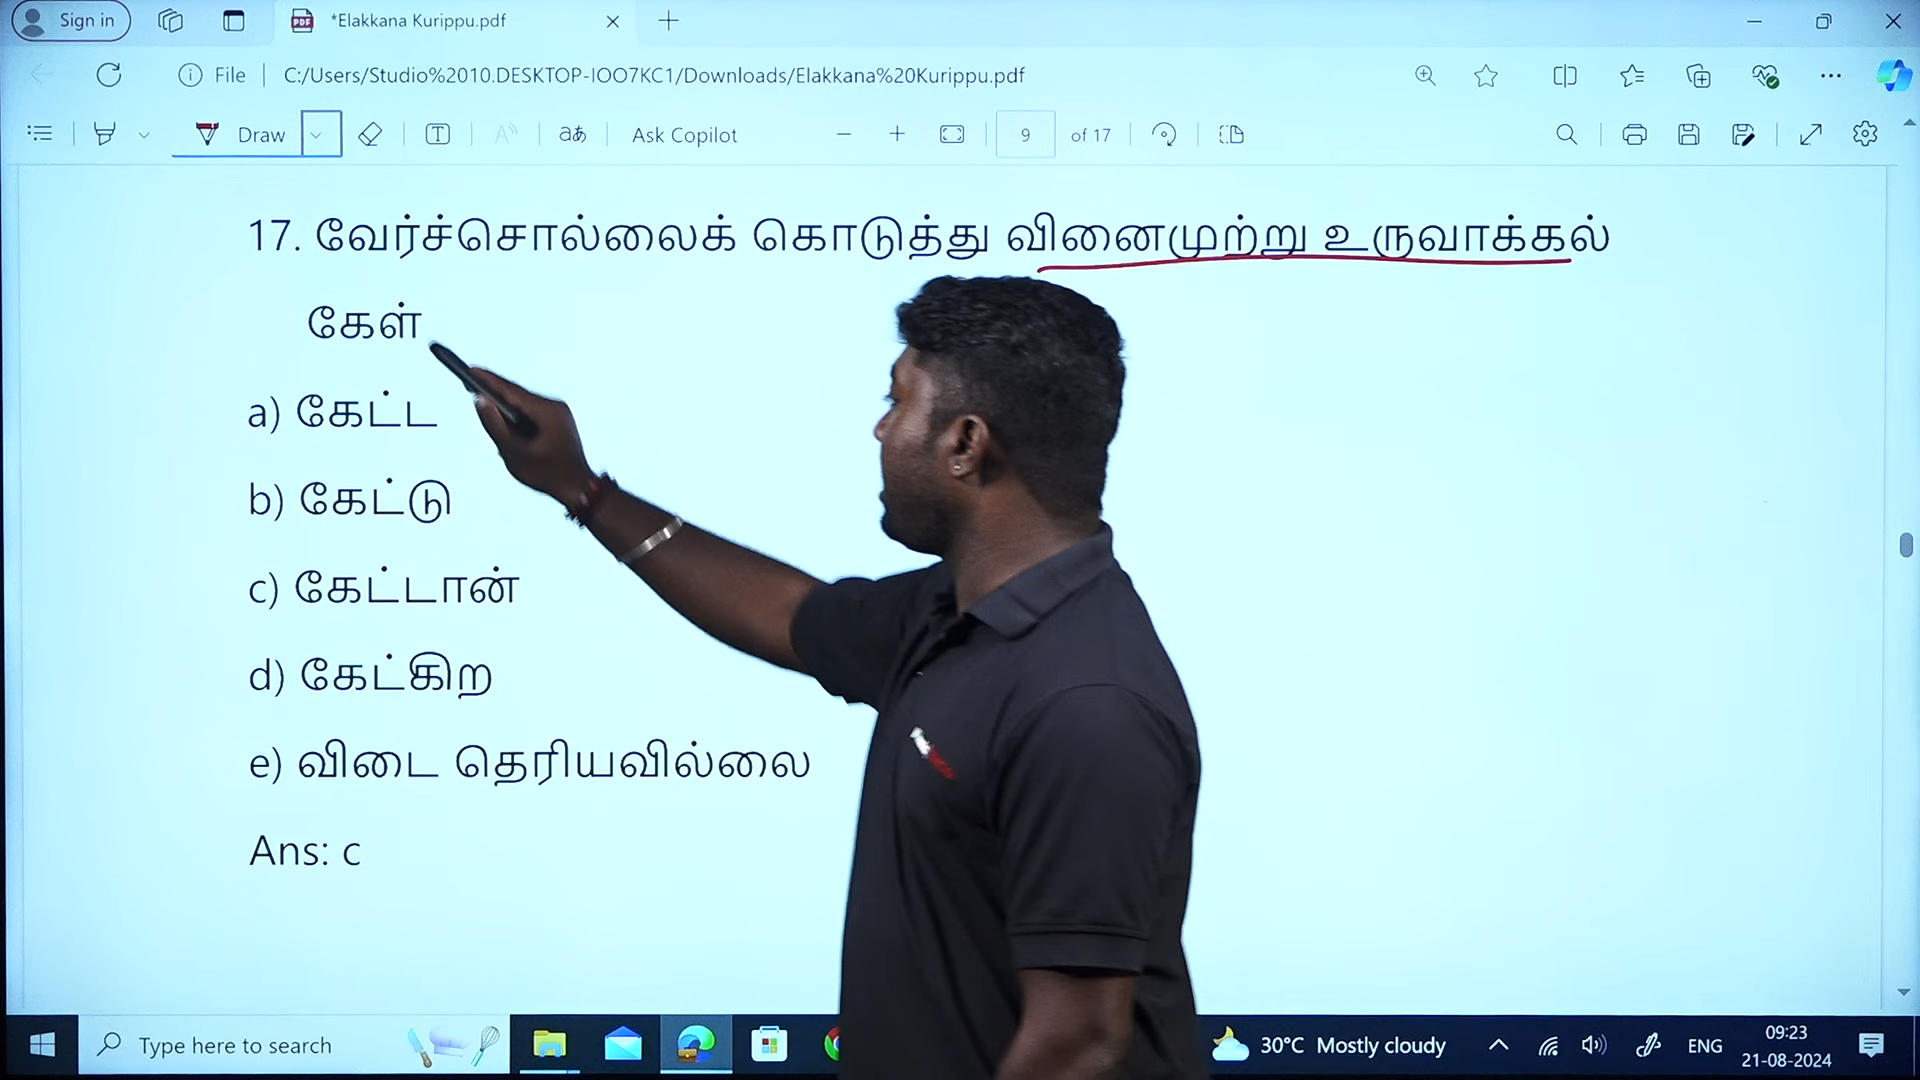 Sign in
*Elakkana Kurippu.pdf
File
C:/Users/Studio%2010.DESKTOP-IOO7KC1/Downloads/Elakkana%20Kurippu.pdf
Draw
aあ
Ask Copilot
9 of 17
17. வேர்ச்சொல்லைக் கொடுத்து வினைமுற்று உருவாக்கல்
கேள்
a) கேட்ட
b) கேட்டு
c) கேட்டான்
d) கேட்கிற
e) விடை தெரியவில்லை
Ans: c
Type here to search
30°C Mostly cloudy
ENG
09:23
21-08-2024